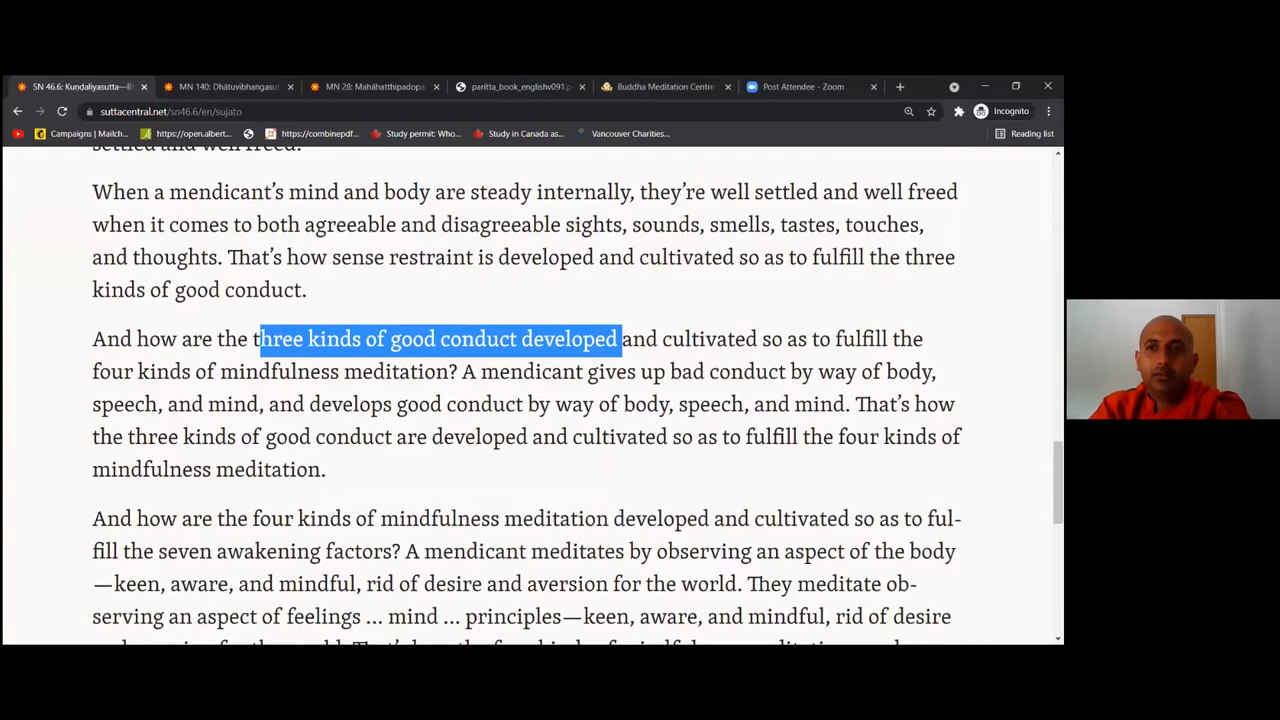 SN 46.6: Kuṇḍaliyasutta—B
MN 140: Dhātuvibhaṅgasut
MN 28: Mahāhatthipadopa
paritta_book_englishv091.p
Buddha Meditation Centre
Post Attendee - Zoom
suttacentral.net/sn46.6/en/sujato
Incognito
Campaigns | Mailch...
https://open.albert...
https://combinepdf...
Study permit: Who...
Study in Canada as...
Vancouver Charities...
Reading list
settled and well freed.
When a mendicant’s mind and body are steady internally, they’re well settled and well freed
when it comes to both agreeable and disagreeable sights, sounds, smells, tastes, touches,
and thoughts. That’s how sense restraint is developed and cultivated so as to fulfill the three
kinds of good conduct.
And how are the three kinds of good conduct developed and cultivated so as to fulfill the
four kinds of mindfulness meditation? A mendicant gives up bad conduct by way of body,
speech, and mind, and develops good conduct by way of body, speech, and mind. That’s how
the three kinds of good conduct are developed and cultivated so as to fulfill the four kinds of
mindfulness meditation.
And how are the four kinds of mindfulness meditation developed and cultivated so as to ful-
fill the seven awakening factors? A mendicant meditates by observing an aspect of the body
—keen, aware, and mindful, rid of desire and aversion for the world. They meditate ob-
serving an aspect of feelings ... mind ... principles—keen, aware, and mindful, rid of desire